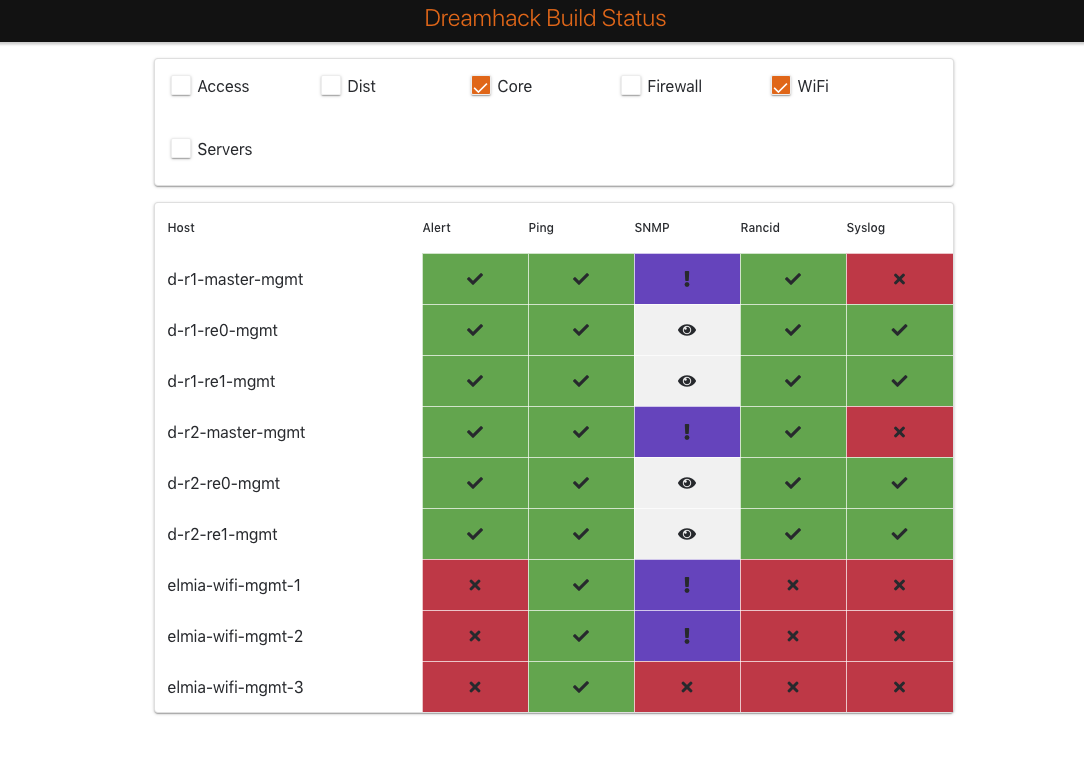 Dreamhack Build Status
Access Dist Core Firewall WiFi
Servers
Host Alert Ping SNMP Rancid Syslog
d-r1-master-mgmt !
d-r1-re0-mgmt
d-r1-re1-mgmt
d-r2-master-mgmt !
d-r2-re0-mgmt
d-r2-re1-mgmt
elmia-wifi-mgmt-1 !
elmia-wifi-mgmt-2 !
elmia-wifi-mgmt-3